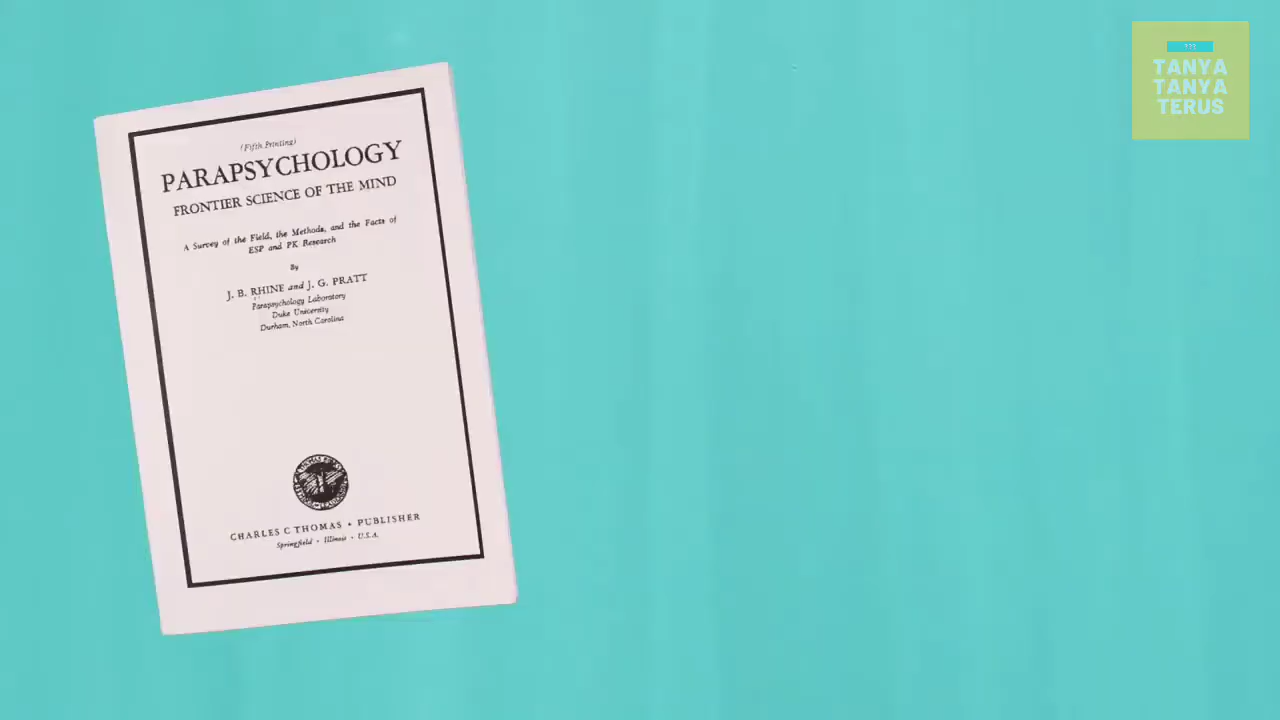 (Fifth Printing)
PARAPSYCHOLOGY
FRONTIER SCIENCE OF THE MIND
A Survey of the Field, the Methods, and the Facts of
ESP and PK Research
By
J. B. RHINE and J. G. PRATT
Parapsychology Laboratory
Duke University
Durham, North Carolina
CHARLES C THOMAS • PUBLISHER
Springfield • Illinois • U.S.A.
???
TANYA
TANYA
TERUS